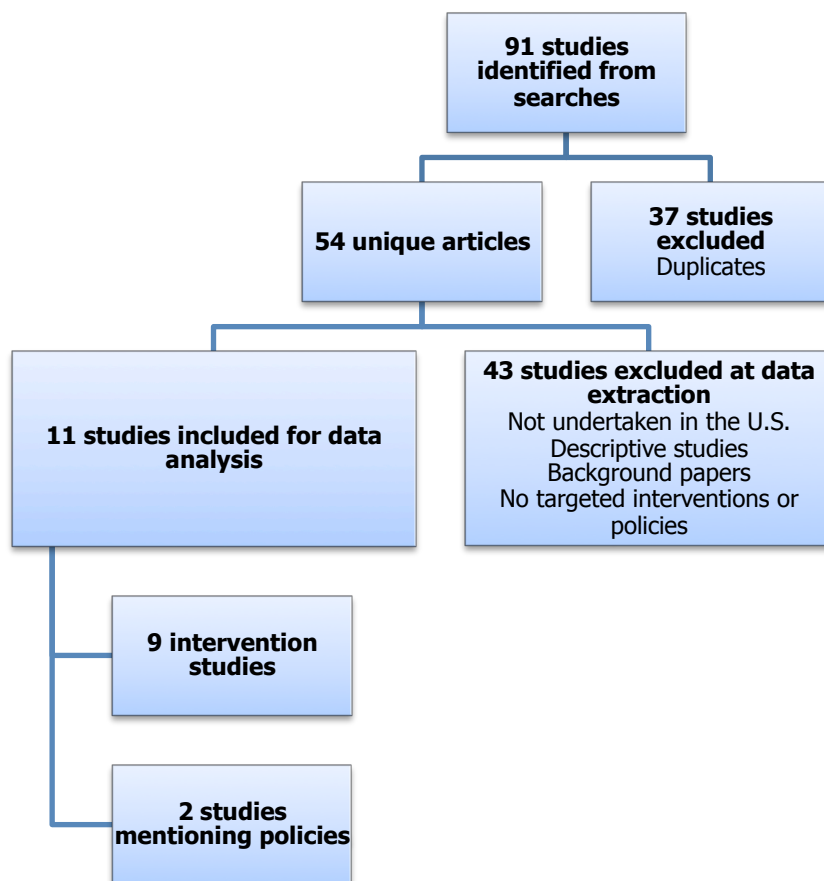 91 studies
identified from
searches
54 unique articles
37 studies
excluded
Duplicates
11 studies included for data
analysis
43 studies excluded at data
extraction
Not undertaken in the U.S.
Descriptive studies
Background papers
No targeted interventions or
policies
9 intervention
studies
2 studies
mentioning policies